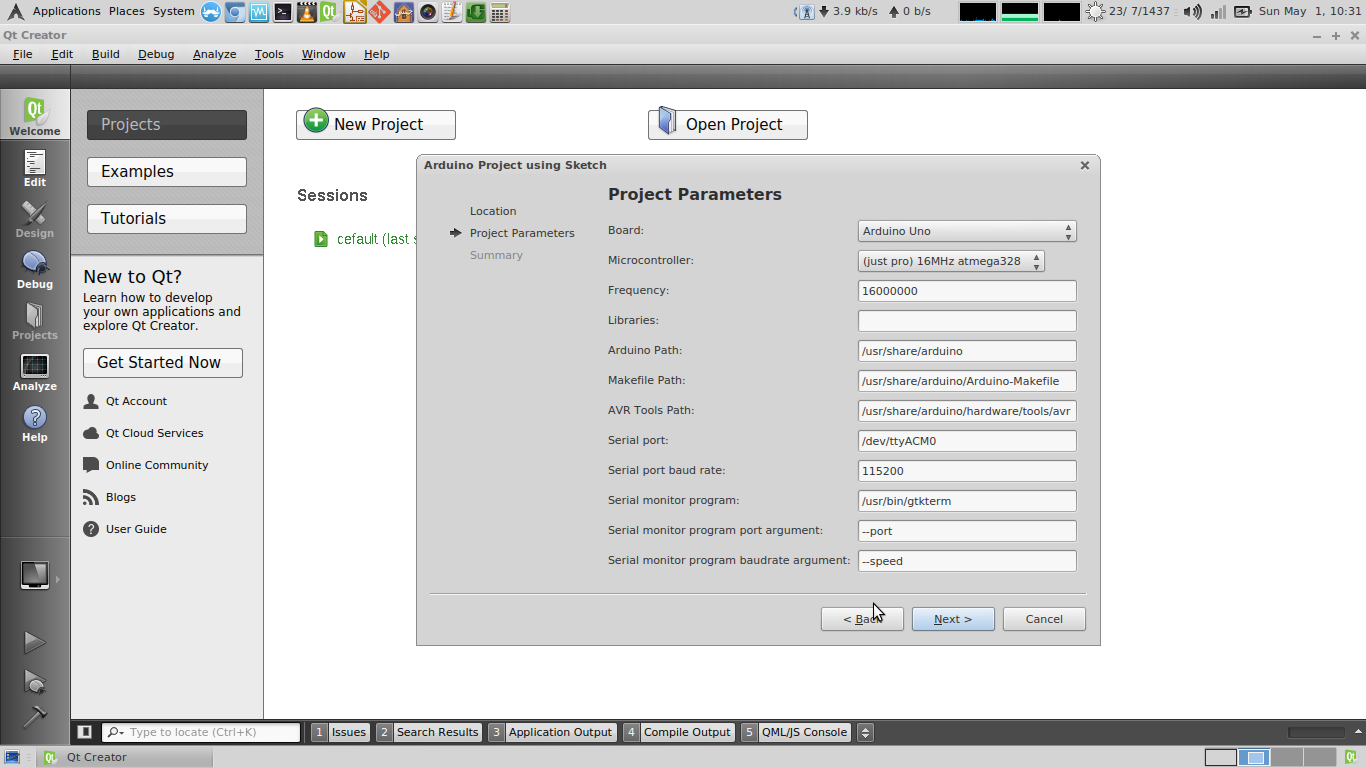 Applications Places System
3.9 kb/s 0 b/s
23/ 7/1437
Sun May 1, 10:31
Qt Creator
File Edit Build Debug Analyze Tools Window Help
Welcome
Edit
Design
Debug
Projects
Analyze
Help
Projects
Examples
Tutorials
New to Qt?
Learn how to develop
your own applications and
explore Qt Creator.
Get Started Now
Qt Account
Qt Cloud Services
Online Community
Blogs
User Guide
New Project
Open Project
Sessions
cefault (last s
Arduino Project using Sketch
Location
Project Parameters
Summary
Project Parameters
Board: Arduino Uno
Microcontroller: (just pro) 16MHz atmega328
Frequency: 16000000
Libraries:
Arduino Path: /usr/share/arduino
Makefile Path: /usr/share/arduino/Arduino-Makefile
AVR Tools Path: /usr/share/arduino/hardware/tools/avr
Serial port: /dev/ttyACM0
Serial port baud rate: 115200
Serial monitor program: /usr/bin/gtkterm
Serial monitor program port argument: --port
Serial monitor program baudrate argument: --speed
< Back Next > Cancel
Type to locate (Ctrl+K) 1 Issues 2 Search Results 3 Application Output 4 Compile Output 5 QML/JS Console
Qt Creator